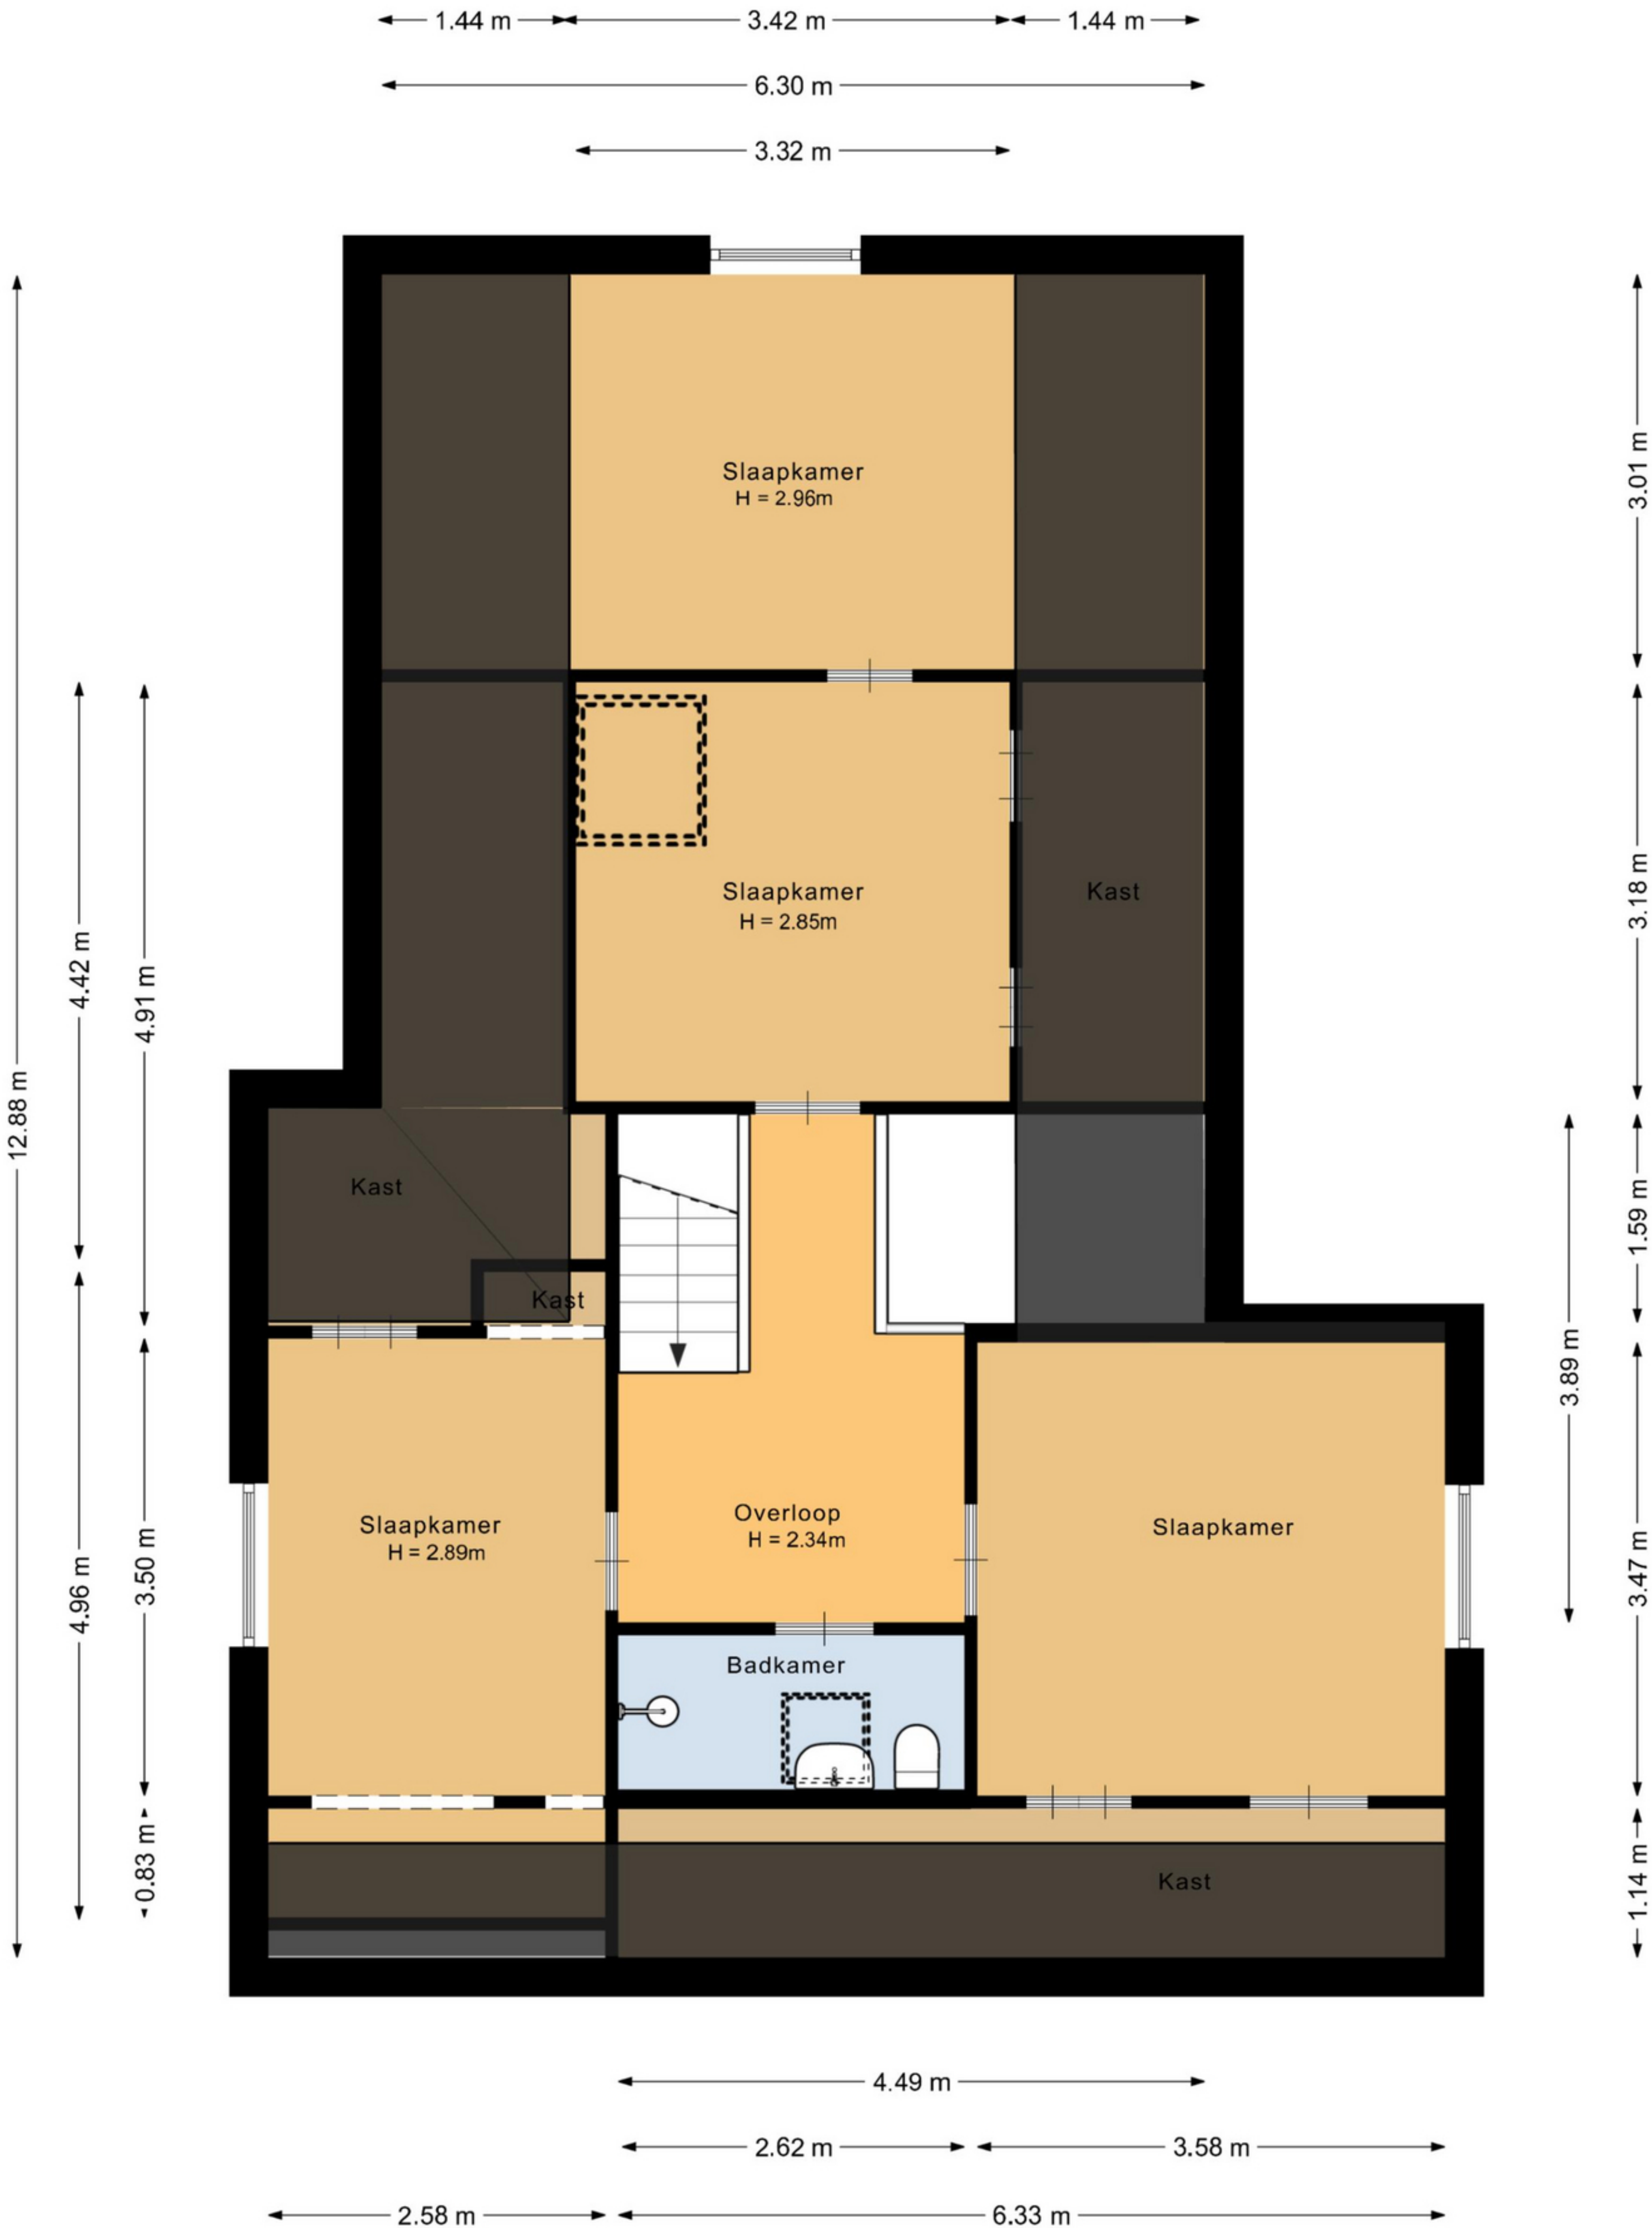 1.44 m 3.42 m 1.44 m
6.30 m
3.32 m
Slaapkamer
H = 2.96m
3.01 m
Slaapkamer
H = 2.85m
Kast
3.18 m
4.42 m
4.91 m
12.88 m
Kast
1.59 m
Kast
3.89 m
Slaapkamer
H = 2.89m
Overloop
H = 2.34m
Slaapkamer
3.50 m
4.96 m
3.47 m
Badkamer
0.83 m
Kast
1.14 m
4.49 m
2.62 m 3.58 m
2.58 m 6.33 m